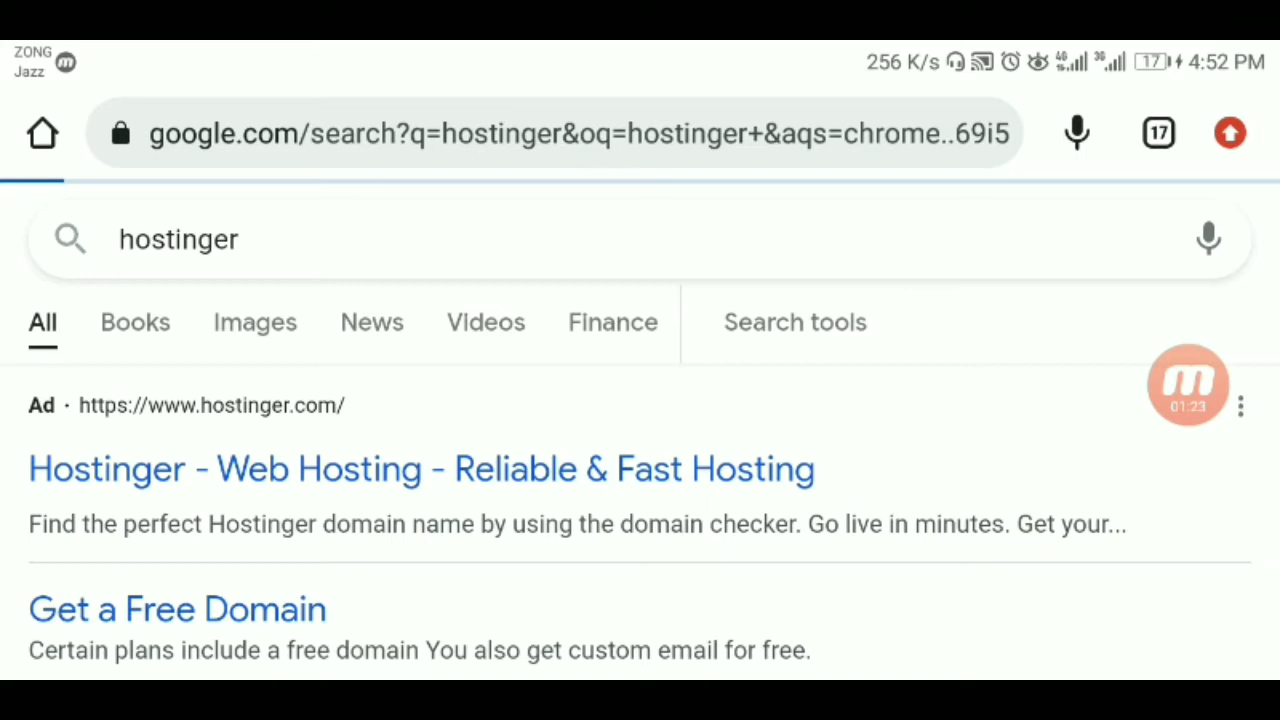 ZONG
Jazz
256 K/s 4G 3G 17 4:52 PM
google.com/search?q=hostinger&oq=hostinger+&aqs=chrome..69i5
17
hostinger
All Books Images News Videos Finance Search tools
Ad · https://www.hostinger.com/
01:23
Hostinger - Web Hosting - Reliable & Fast Hosting
Find the perfect Hostinger domain name by using the domain checker. Go live in minutes. Get your...
Get a Free Domain
Certain plans include a free domain You also get custom email for free.